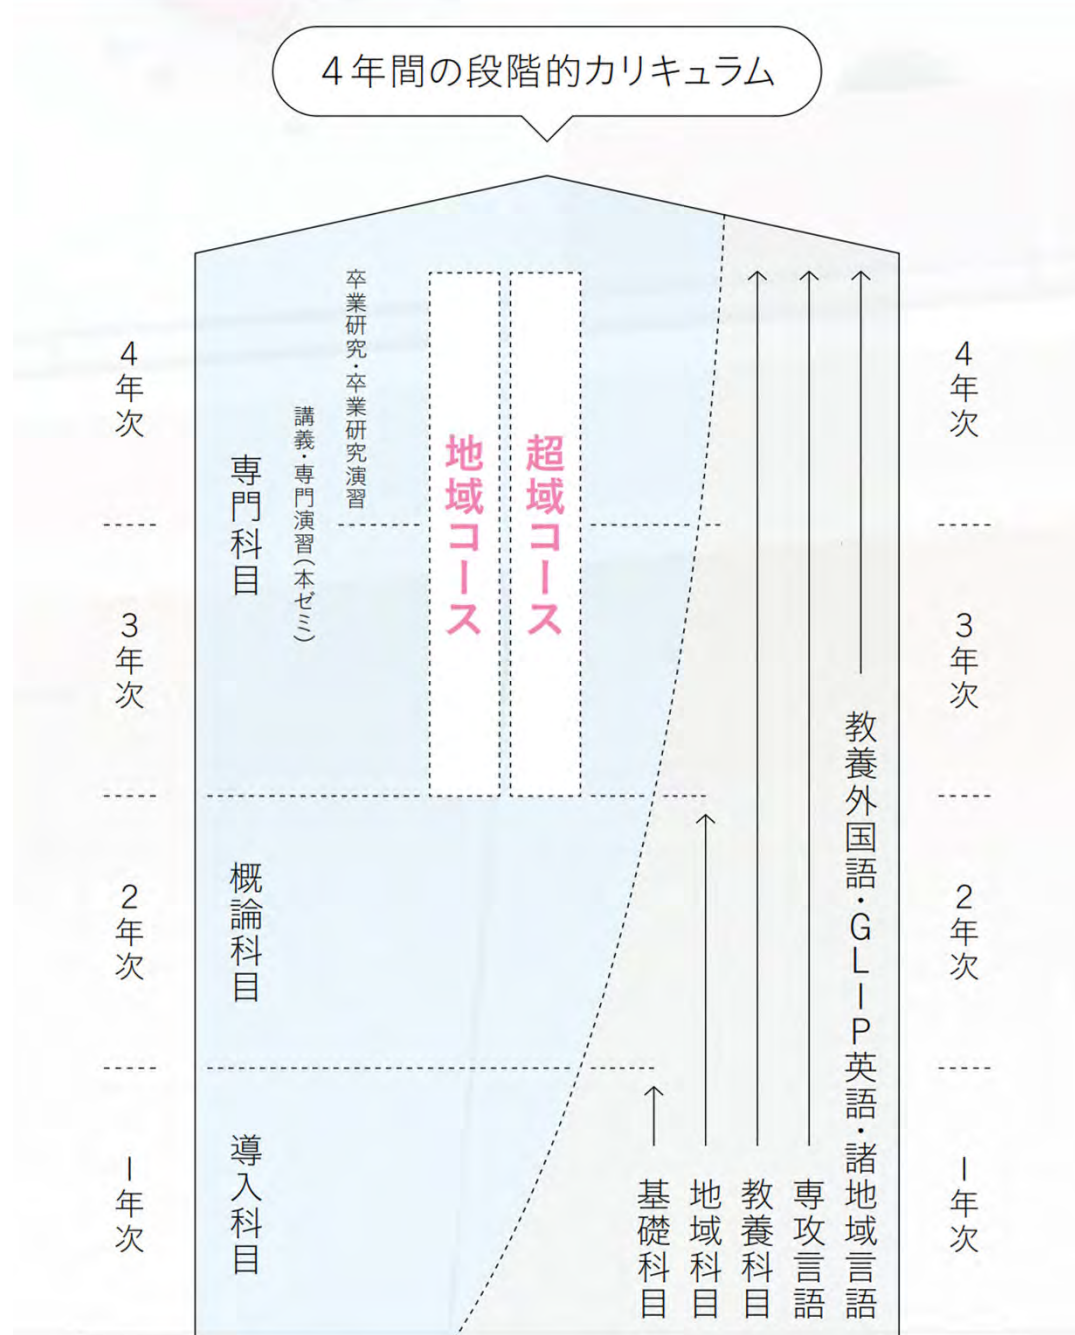 4年間の段階的カリキュラム
4年次
3年次
2年次
1年次
専門科目
講義・専門演習(本ゼミ)
卒業研究・卒業研究演習
地域コース
超域コース
概論科目
導入科目
基礎科目
地域科目
教養科目
専攻言語
教養外国語・GLIP英語・諸地域言語
4年次
3年次
2年次
1年次